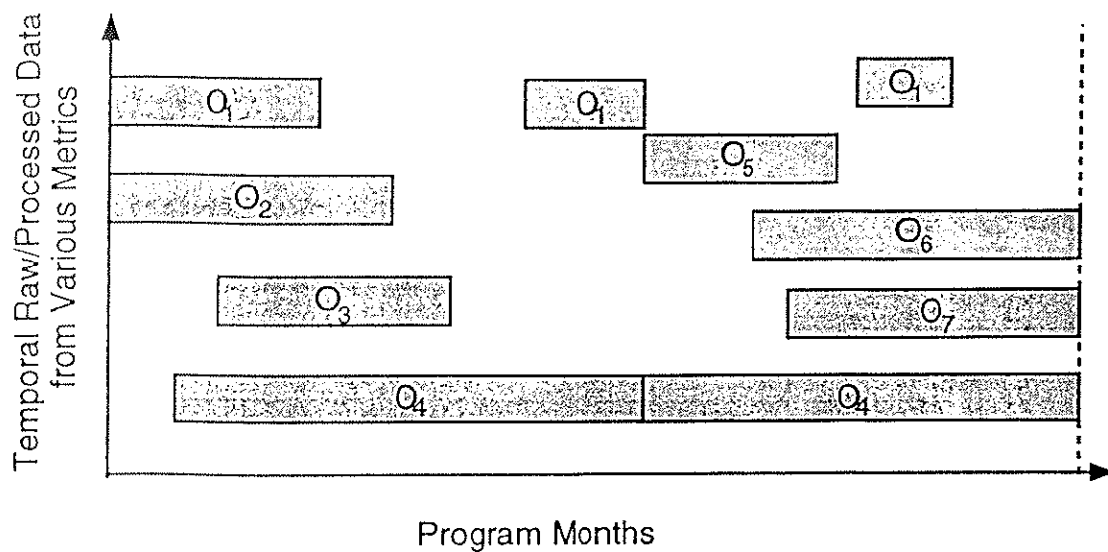 Temporal Raw/Processed Data
from Various Metrics
O₁
O₁
O₁
O₅
O₂
O₆
O₃
O₇
O₄
O₄
Program Months